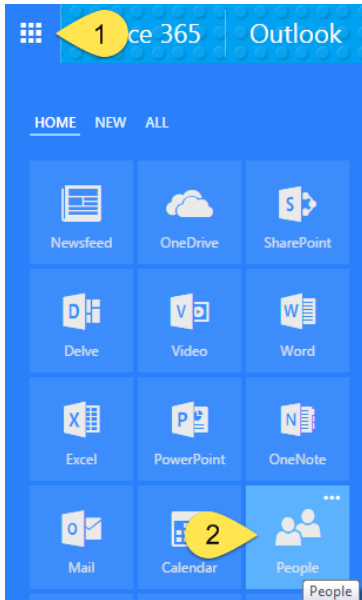 1 ce 365 Outlook
HOME NEW ALL
Newsfeed OneDrive SharePoint
Delve Video Word
Excel PowerPoint OneNote
2
Mail Calendar People
People